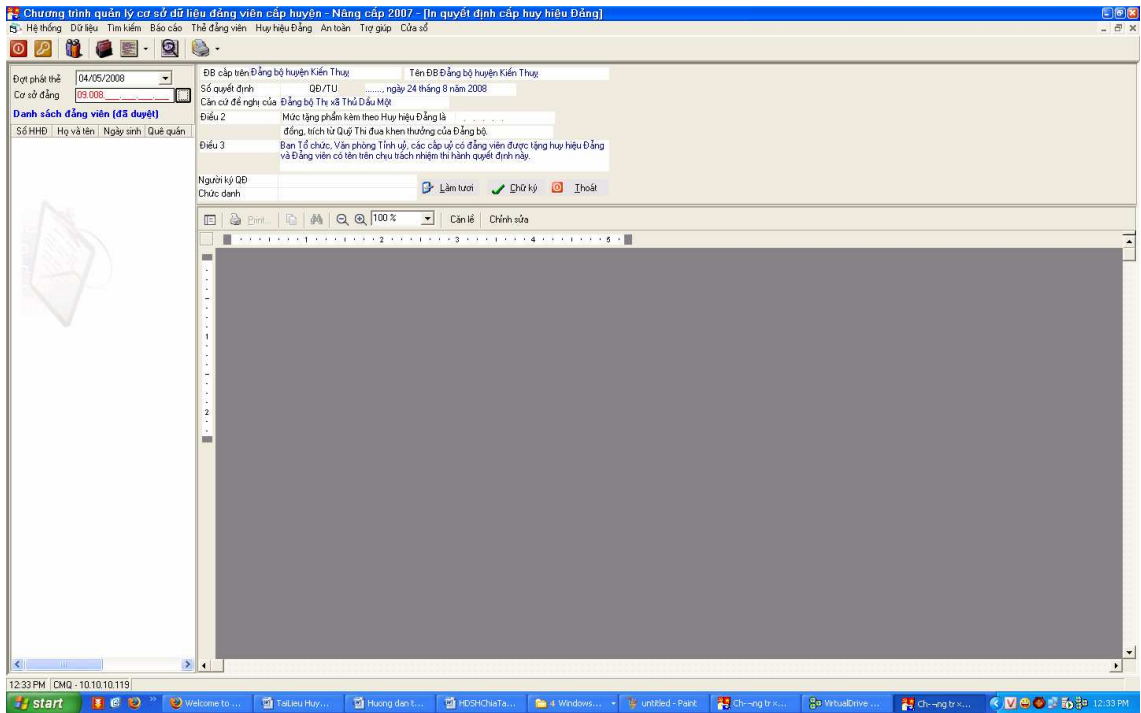 Chương trình quản lý cơ sở dữ liệu đảng viên cấp huyện - Nâng cấp 2007 - [In quyết định cấp huy hiệu Đảng]
Hệ thống Dữ liệu Tìm kiếm Báo cáo Thẻ đảng viên Huy hiệu Đảng An toàn Trợ giúp Cửa sổ
Đợt phát thẻ 04/05/2008
Cơ sở đảng 09.008.___.___.___
Danh sách đảng viên (đã duyệt)
Số HHĐ Họ và tên Ngày sinh Quê quán
ĐB cấp trên Đảng bộ huyện Kiến Thuỵ Tên ĐB Đảng bộ huyện Kiến Thuỵ
Số quyết định QĐ/TU ......., ngày 24 tháng 8 năm 2008
Căn cứ đề nghị của Đảng bộ Thị xã Thủ Dầu Một
Điều 2 Mức tặng phẩm kèm theo Huy hiệu Đảng là . . . . .
đồng, trích từ Quỹ Thi đua khen thưởng của Đảng bộ.
Điều 3 Ban Tổ chức, Văn phòng Tỉnh uỷ, các cấp uỷ có đảng viên được tặng huy hiệu Đảng
và Đảng viên có tên trên chịu trách nhiệm thi hành quyết định này.
Người ký QĐ
Chức danh
Làm tươi Chữ ký Thoát
Print... 100 % Căn lề Chỉnh sửa
1 2 3 4 5
1
2
12:33 PM CMQ - 10.10.10.119
start Welcome to ... TaiLieu Huy... Huong dan t... HDSHChiaTa... 4 Windows... untitled - Paint Ch¬ng tr×... VirtualDrive ... Ch¬ng tr×... 12:33 PM